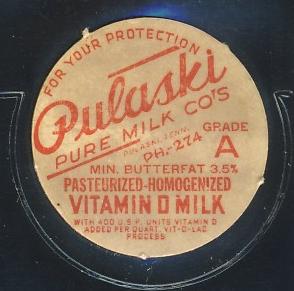 FOR YOUR PROTECTION
Pulaski
PURE MILK CO'S
PULASKI, TENN.
PH.-274
GRADE
A
MIN. BUTTERFAT 3.5%
PASTEURIZED-HOMOGENIZED
VITAMIN D MILK
WITH 400 U.S.P. UNITS VITAMIN D
ADDED PER QUART. VIT-O-LAC
PROCESS